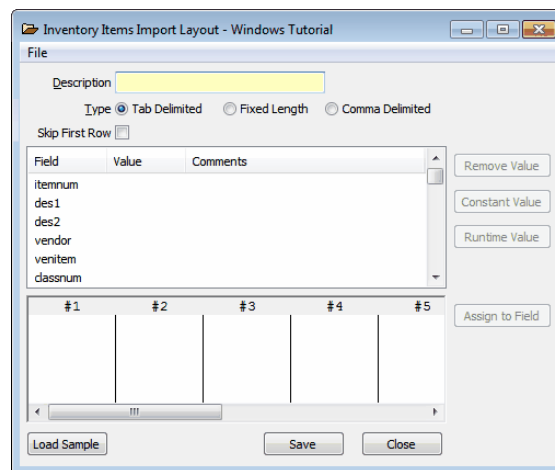 Inventory Items Import Layout - Windows Tutorial
File
Description
Type Tab Delimited Fixed Length Comma Delimited
Skip First Row
Field Value Comments
itemnum
des1
des2
vendor
venitem
classnum
Remove Value
Constant Value
Runtime Value
#1 #2 #3 #4 #5
Assign to Field
Load Sample Save Close